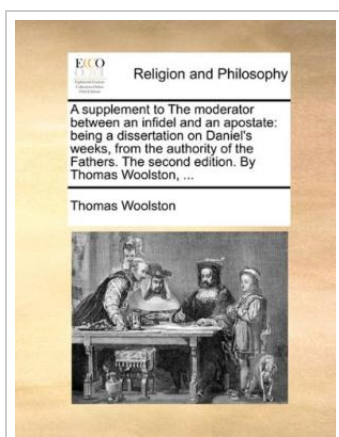 ECCO
Religion and Philosophy
A supplement to The moderator
between an infidel and an apostate:
being a dissertation on Daniel's
weeks, from the authority of the
Fathers. The second edition. By
Thomas Woolston, ...
Thomas Woolston